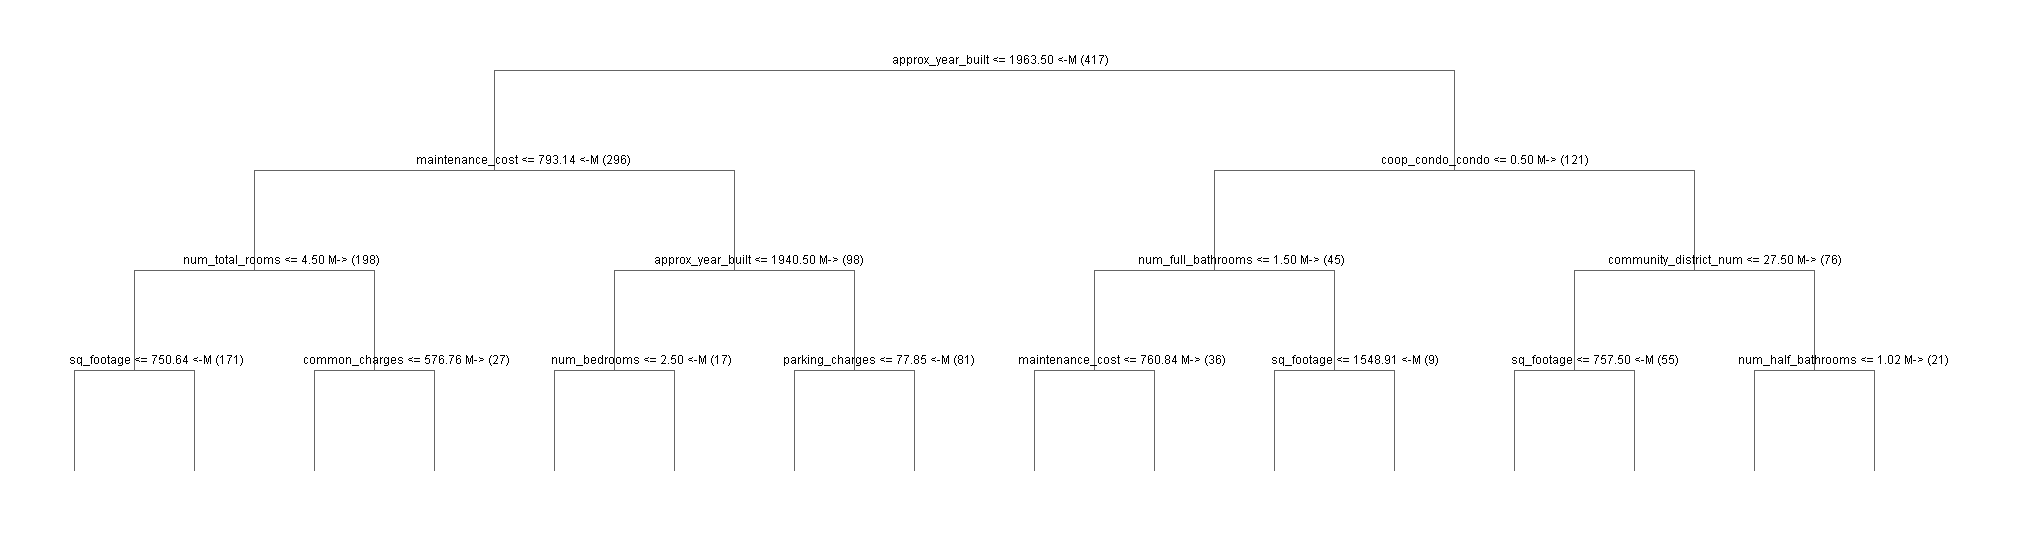 approx_year_built <= 1963.50 <-M (417)
maintenance_cost <= 793.14 <-M (296)
coop_condo_condo <= 0.50 M-> (121)
num_total_rooms <= 4.50 M-> (198)
approx_year_built <= 1940.50 M-> (98)
num_full_bathrooms <= 1.50 M-> (45)
community_district_num <= 27.50 M-> (76)
sq_footage <= 750.64 <-M (171)
common_charges <= 576.76 M-> (27)
num_bedrooms <= 2.50 <-M (17)
parking_charges <= 77.85 <-M (81)
maintenance_cost <= 760.84 M-> (36)
sq_footage <= 1548.91 <-M (9)
sq_footage <= 757.50 <-M (55)
num_half_bathrooms <= 1.02 M-> (21)